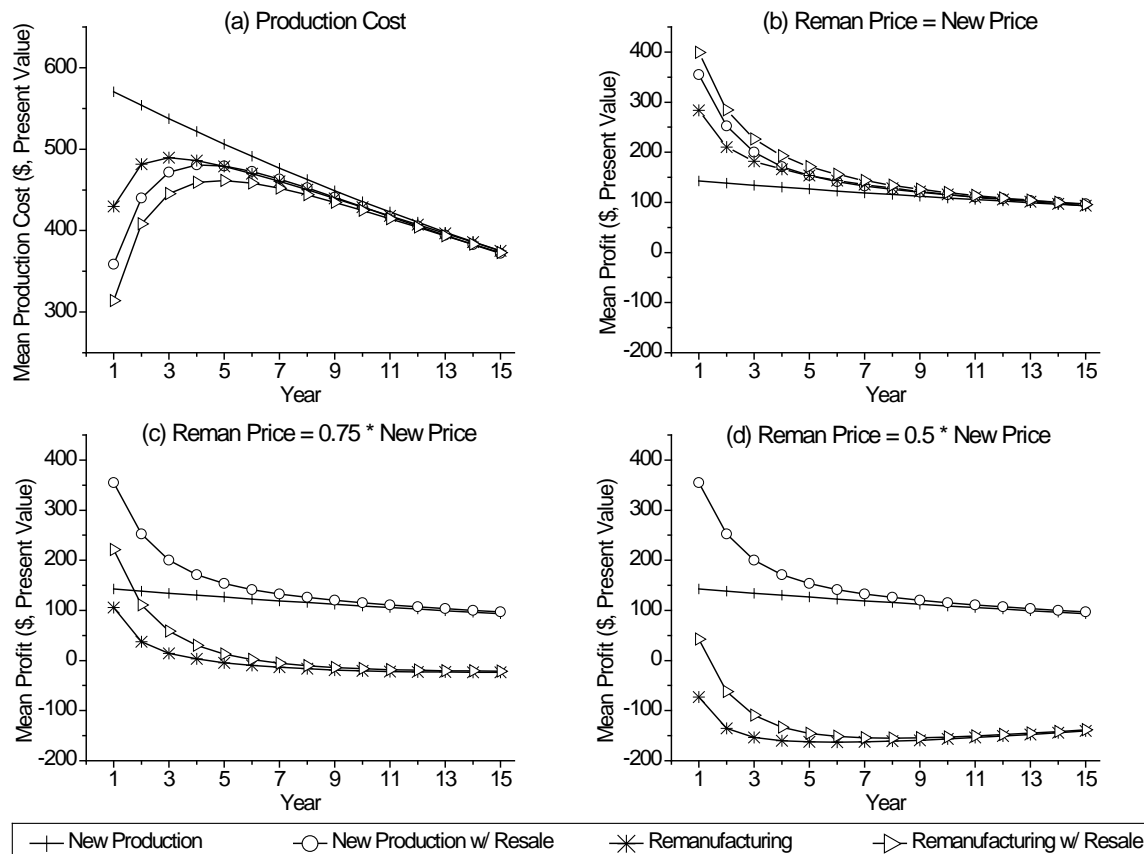 (a) Production Cost
Mean Production Cost ($, Present Value)
600
500
400
300
1 3 5 7 9 11 13 15
Year
(b) Reman Price = New Price
Mean Profit ($, Present Value)
400
300
200
100
0
-100
-200
1 3 5 7 9 11 13 15
Year
(c) Reman Price = 0.75 * New Price
Mean Profit ($, Present Value)
400
300
200
100
0
-100
-200
1 3 5 7 9 11 13 15
Year
(d) Reman Price = 0.5 * New Price
Mean Profit ($, Present Value)
400
300
200
100
0
-100
-200
1 3 5 7 9 11 13 15
Year
New Production New Production w/ Resale Remanufacturing Remanufacturing w/ Resale